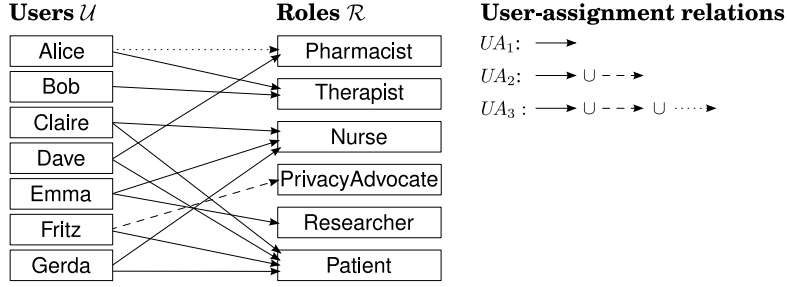 Users 𝒰
Roles ℛ
User-assignment relations
Alice
Bob
Claire
Dave
Emma
Fritz
Gerda
Pharmacist
Therapist
Nurse
PrivacyAdvocate
Researcher
Patient
UA₁:
UA₂: ∪
UA₃: ∪ ∪